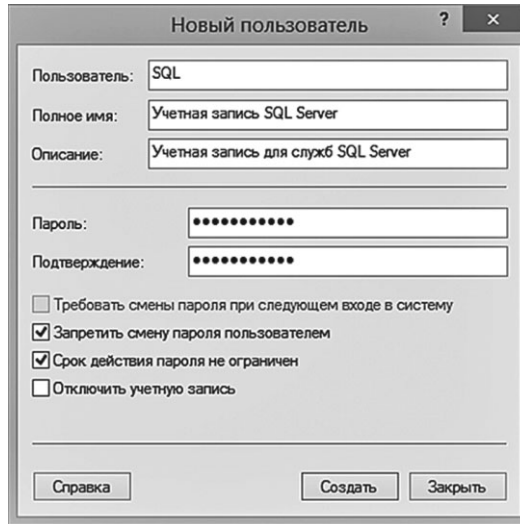 Новый пользователь ? ×
Пользователь: SQL
Полное имя: Учетная запись SQL Server
Описание: Учетная запись для служб SQL Server
Пароль: •••••••••••
Подтверждение: •••••••••••
Требовать смены пароля при следующем входе в систему
Запретить смену пароля пользователем
Срок действия пароля не ограничен
Отключить учетную запись
Справка Создать Закрыть